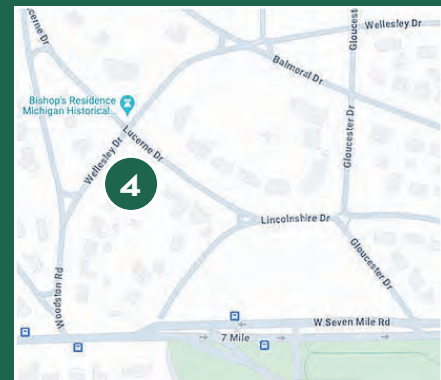 Lucerne Dr
Wellesley Dr
Gloucester
Balmoral Dr
Bishop's Residence
Michigan Historical...
Lucerne Dr
Wellesley Dr
Gloucester Dr
4
Lincolnshire Dr
Gloucester Dr
Woodston Rd
W Seven Mile Rd
7 Mile